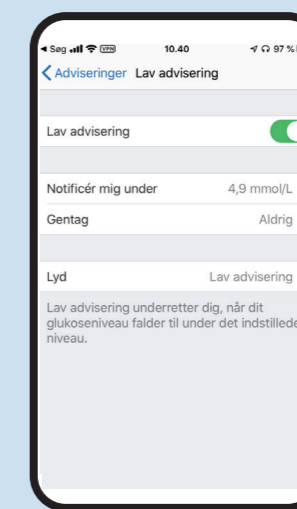 Søg VPN 10.40 97 %
Adviseringer Lav advisering
Lav advisering
Notificér mig under 4,9 mmol/L
Gentag Aldrig
Lyd Lav advisering
Lav advisering underretter dig, når dit
glukoseniveau falder til under det indstillede
niveau.